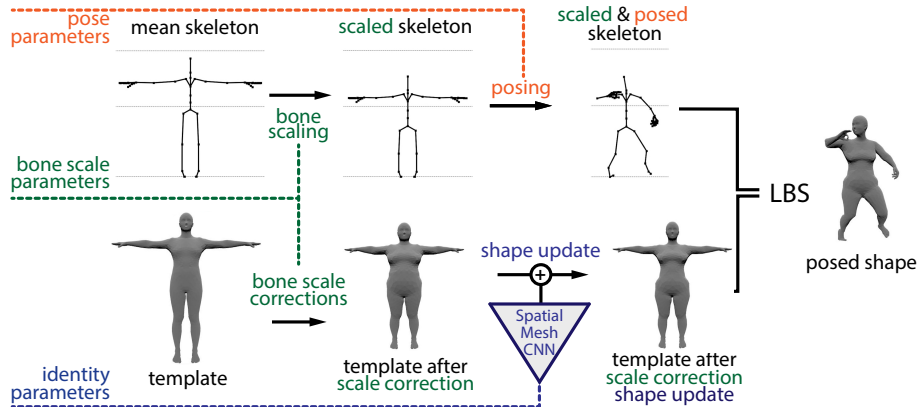 pose
parameters
mean skeleton
scaled skeleton
scaled & posed
skeleton
posing
bone
scaling
bone scale
parameters
LBS
shape update
bone scale
corrections
posed shape
Spatial
Mesh
CNN
template
template after
scale correction
template after
scale correction
shape update
identity
parameters